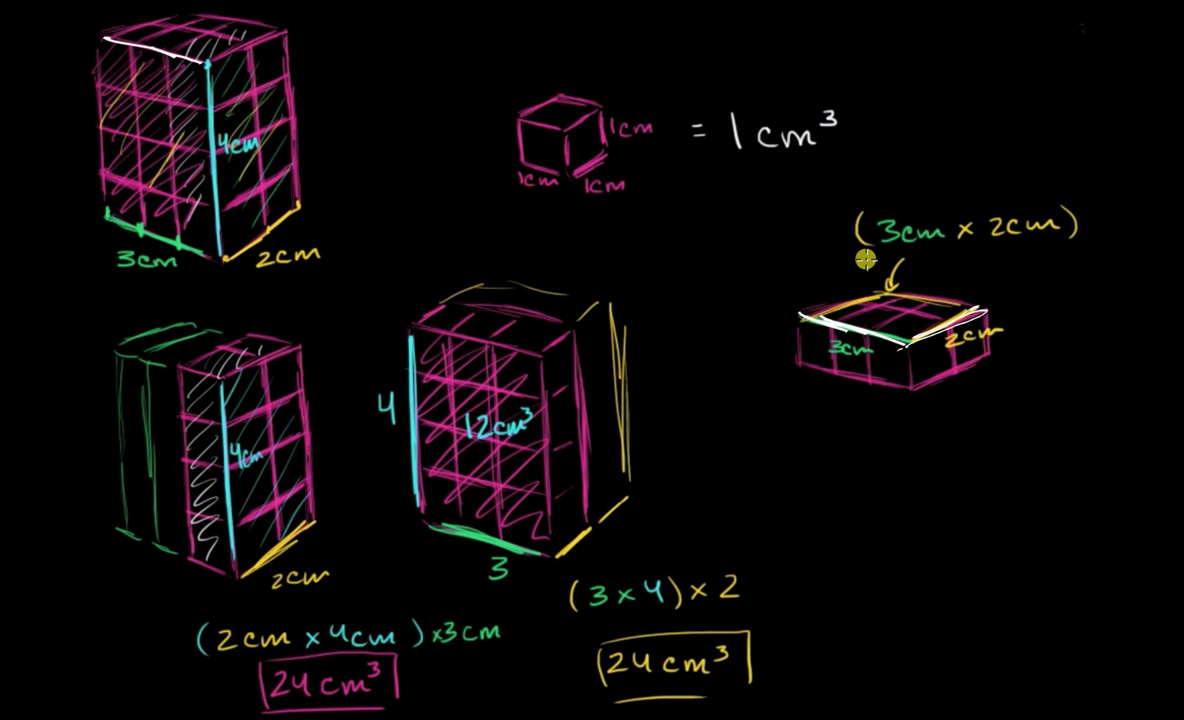 4cm
3cm
2cm
1cm
1cm
1cm
= 1 cm³
(3cm × 2cm)
3cm
2cm
4cm
2cm
(2cm × 4cm) × 3cm
24 cm³
4
12cm³
3
(3 × 4) × 2
24 cm³